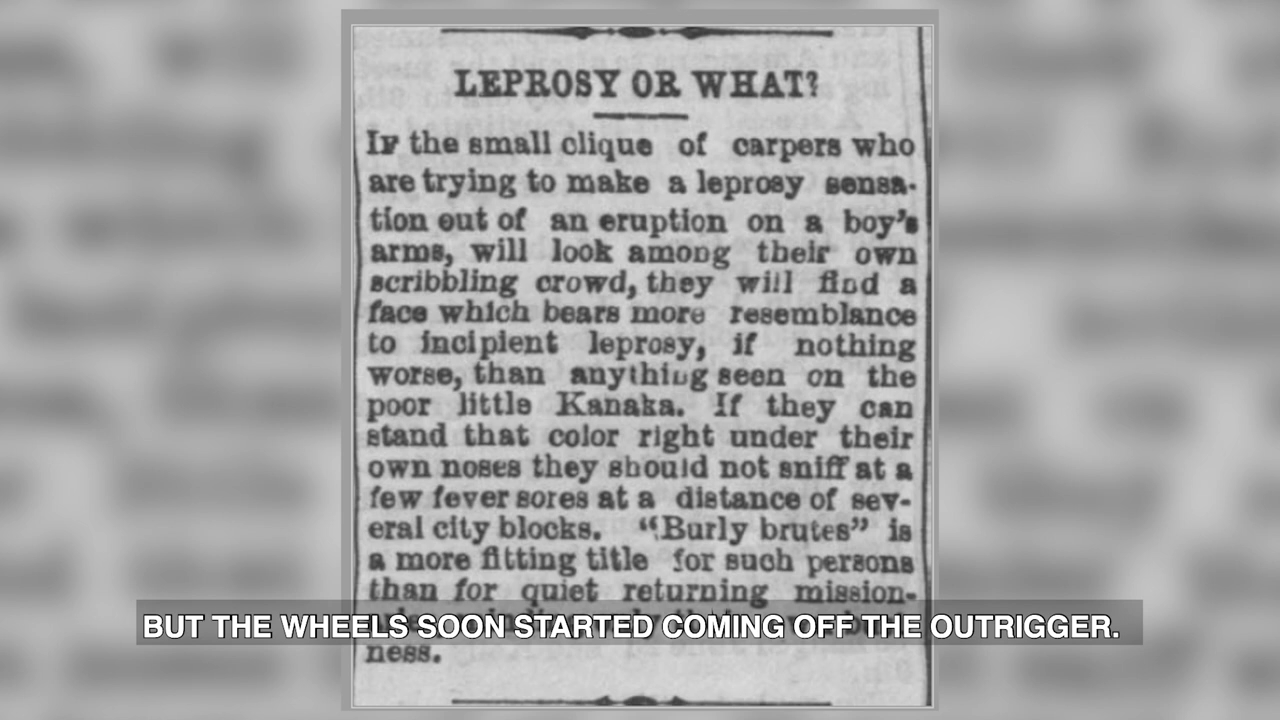 LEPROSY OR WHAT?
IF the small clique of carpers who
are trying to make a leprosy sensa-
tion out of an eruption on a boy's
arms, will look among their own
scribbling crowd, they will find a
face which bears more resemblance
to incipient leprosy, if nothing
worse, than anything seen on the
poor little Kanaka. If they can
stand that color right under their
own noses they should not sniff at a
few fever sores at a distance of sev-
eral city blocks. "Burly brutes" is
a more fitting title for such persons
than for quiet returning mission-
BUT THE WHEELS SOON STARTED COMING OFF THE OUTRIGGER.
ness.